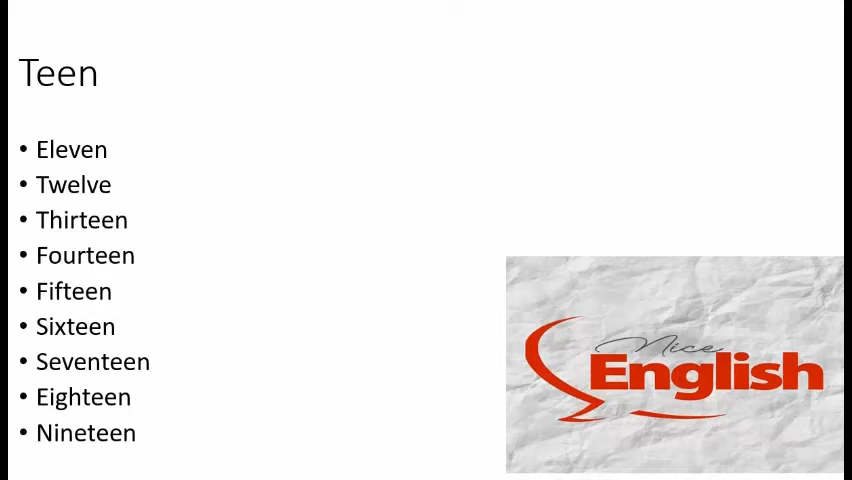 Teen
• Eleven
• Twelve
• Thirteen
• Fourteen
• Fifteen
• Sixteen
• Seventeen
• Eighteen
• Nineteen
Nice
English